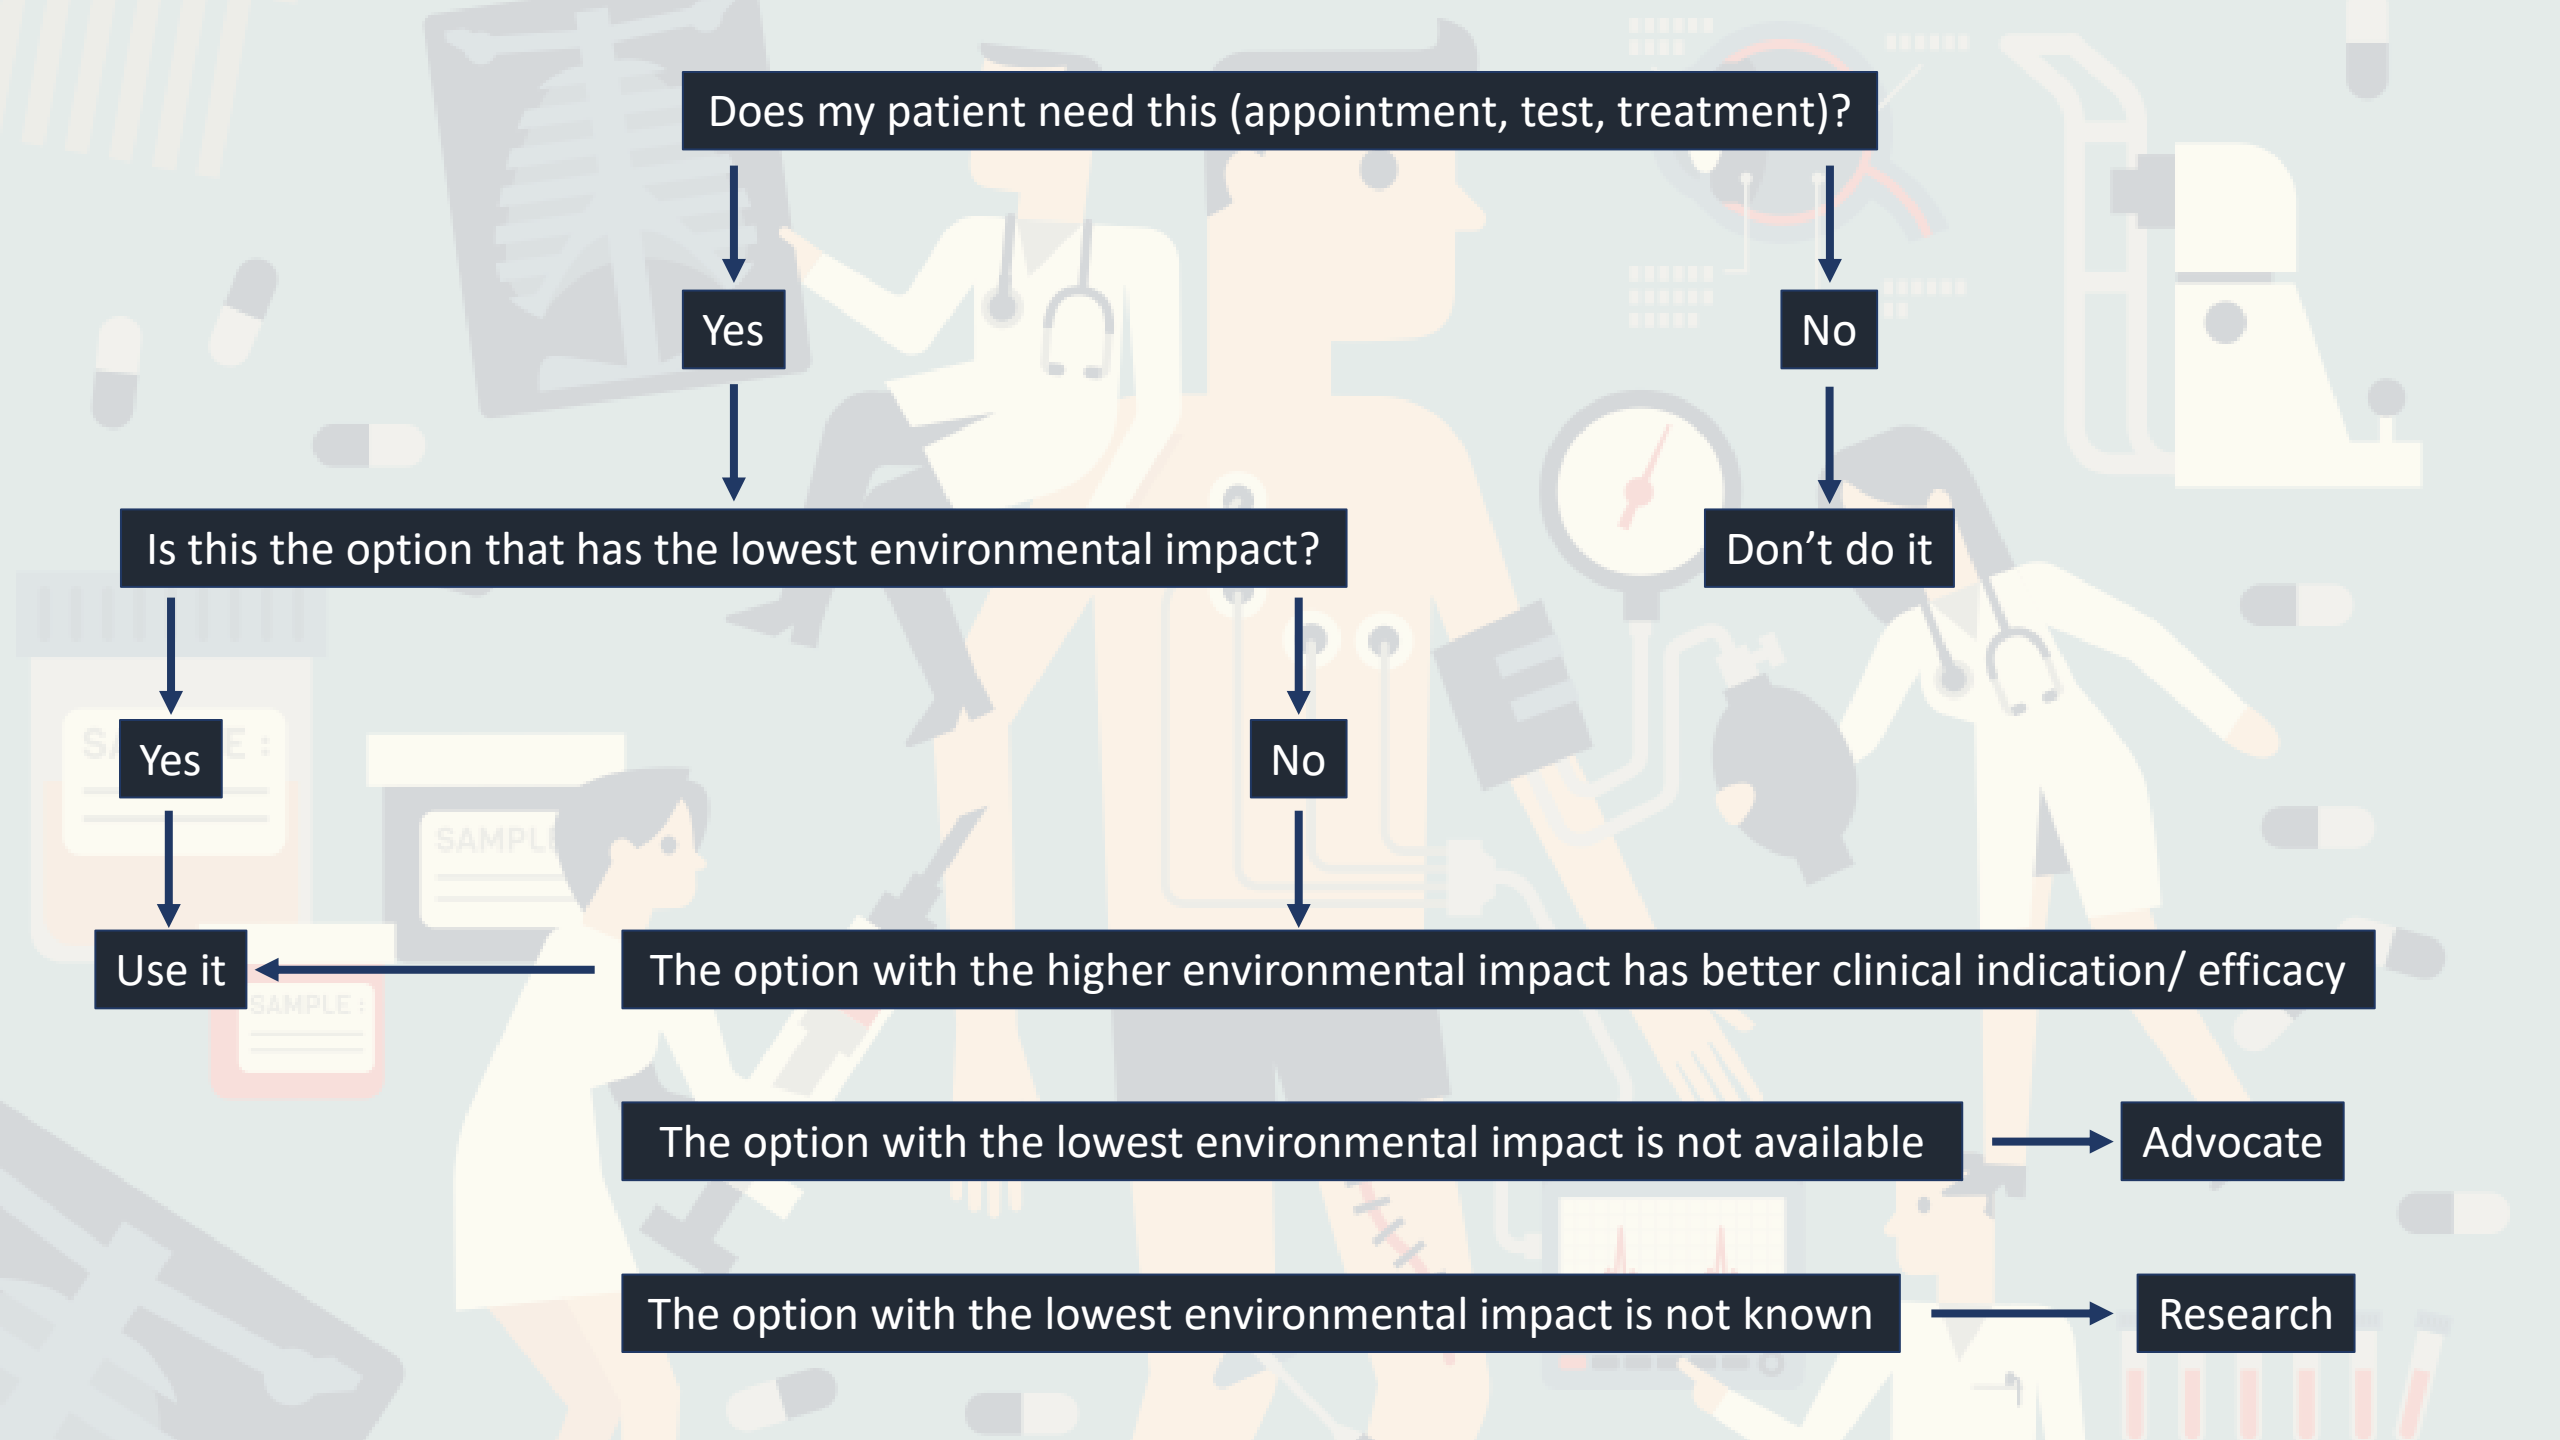 Does my patient need this (appointment, test, treatment)?
Yes
No
Is this the option that has the lowest environmental impact?
Don’t do it
Yes
No
SAMPLE
Use it
The option with the higher environmental impact has better clinical indication/ efficacy
SAMPLE :
The option with the lowest environmental impact is not available
Advocate
The option with the lowest environmental impact is not known
Research